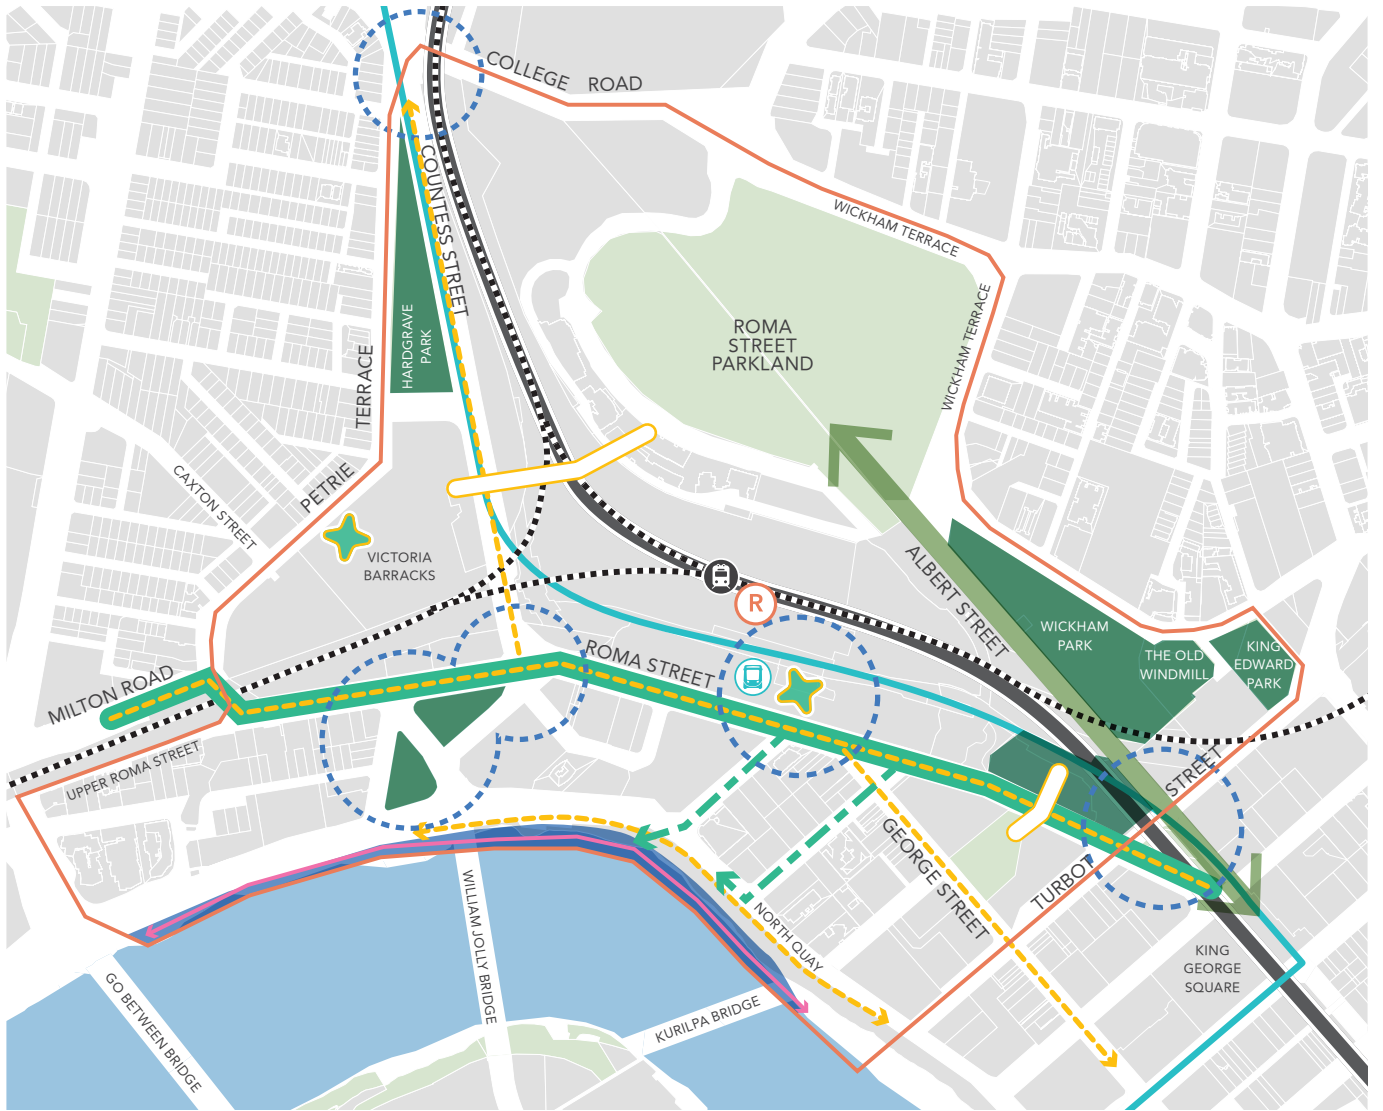 COLLEGE ROAD
COUNTESS STREET
WICKHAM TERRACE
WICKHAM TERRACE
HARDGRAVE
PARK
ROMA
STREET
PARKLAND
PETRIE TERRACE
CAXTON STREET
VICTORIA
BARRACKS
R
ALBERT STREET
WICKHAM
PARK
THE OLD
WINDMILL
KING
EDWARD
PARK
MILTON ROAD
ROMA STREET
UPPER ROMA STREET
TURBOT STREET
GEORGE STREET
NORTH QUAY
WILLIAM JOLLY BRIDGE
GO BETWEEN BRIDGE
KURILPA BRIDGE
KING
GEORGE
SQUARE